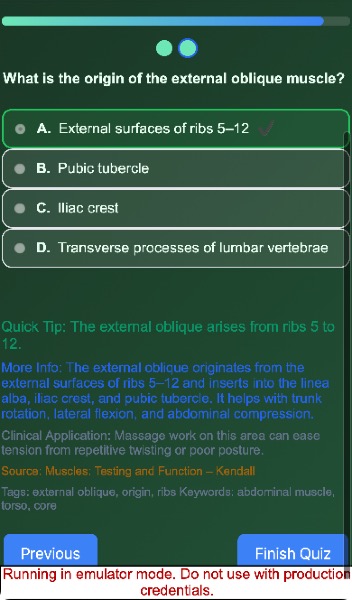 What is the origin of the external oblique muscle?
A. External surfaces of ribs 5–12
B. Pubic tubercle
C. Iliac crest
D. Transverse processes of lumbar vertebrae
Quick Tip: The external oblique arises from ribs 5 to
12.
More Info: The external oblique originates from the
external surfaces of ribs 5–12 and inserts into the linea
alba, iliac crest, and pubic tubercle. It helps with trunk
rotation, lateral flexion, and abdominal compression.
Clinical Application: Massage work on this area can ease
tension from repetitive twisting or poor posture.
Source: Muscles: Testing and Function – Kendall
Tags: external oblique, origin, ribs Keywords: abdominal muscle,
torso, core
Previous
Finish Quiz
Running in emulator mode. Do not use with production
credentials.